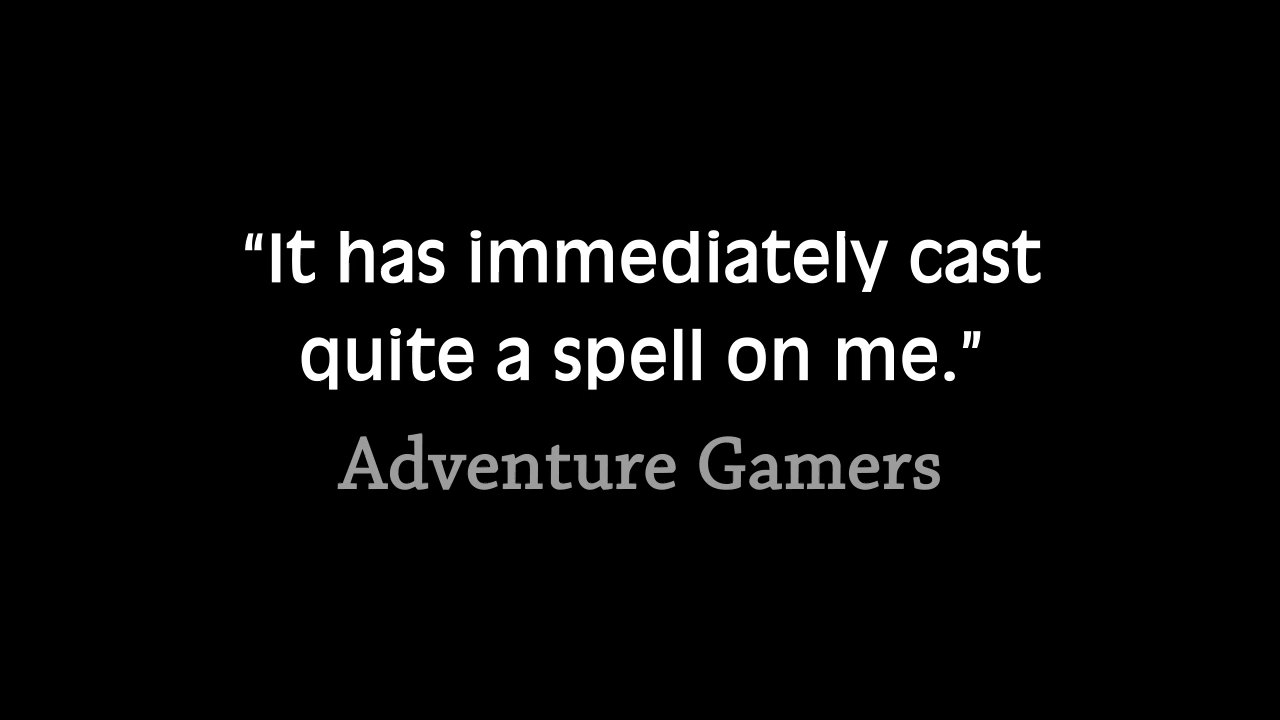 “It has immediately cast
quite a spell on me.”
Adventure Gamers